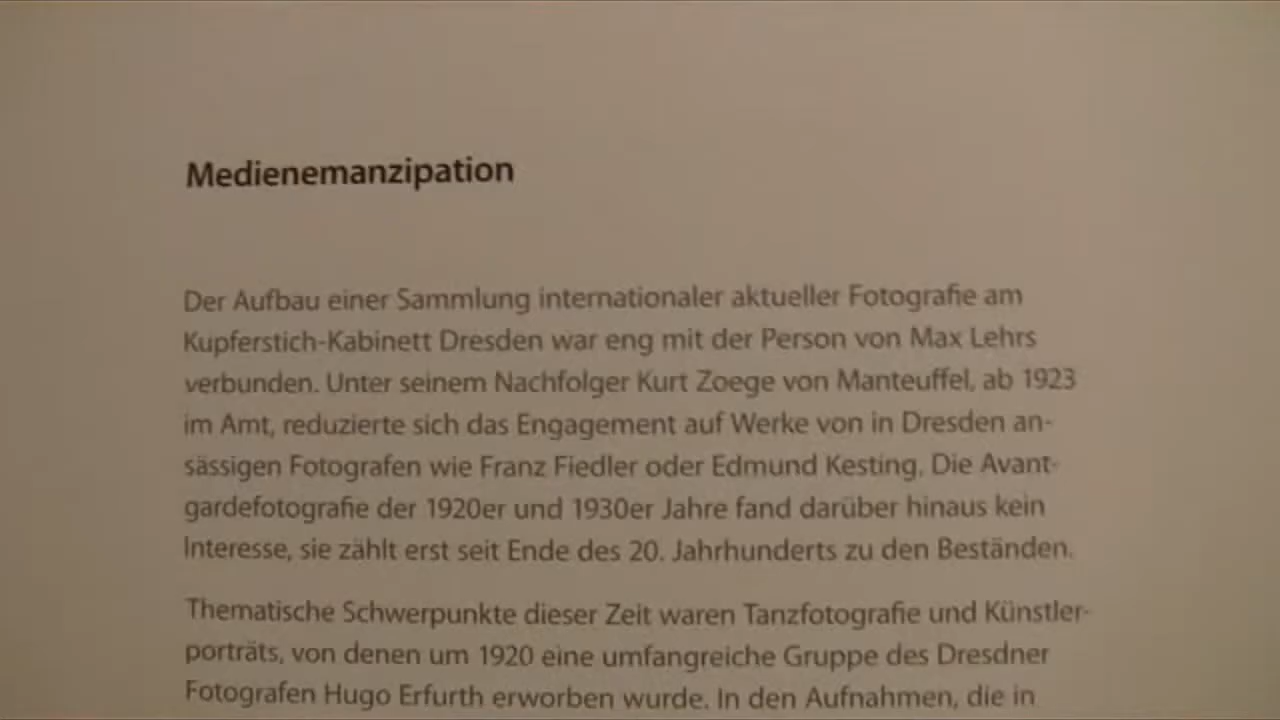 Medienemanzipation
Der Aufbau einer Sammlung internationaler aktueller Fotografie am
Kupferstich-Kabinett Dresden war eng mit der Person von Max Lehrs
verbunden. Unter seinem Nachfolger Kurt Zoege von Manteuffel, ab 1923
im Amt, reduzierte sich das Engagement auf Werke von in Dresden an-
sässigen Fotografen wie Franz Fiedler oder Edmund Kesting. Die Avant-
gardefotografie der 1920er und 1930er Jahre fand darüber hinaus kein
Interesse, sie zählt erst seit Ende des 20. Jahrhunderts zu den Beständen.
Thematische Schwerpunkte dieser Zeit waren Tanzfotografie und Künstler-
porträts, von denen um 1920 eine umfangreiche Gruppe des Dresdner
Fotografen Hugo Erfurth erworben wurde. In den Aufnahmen, die in